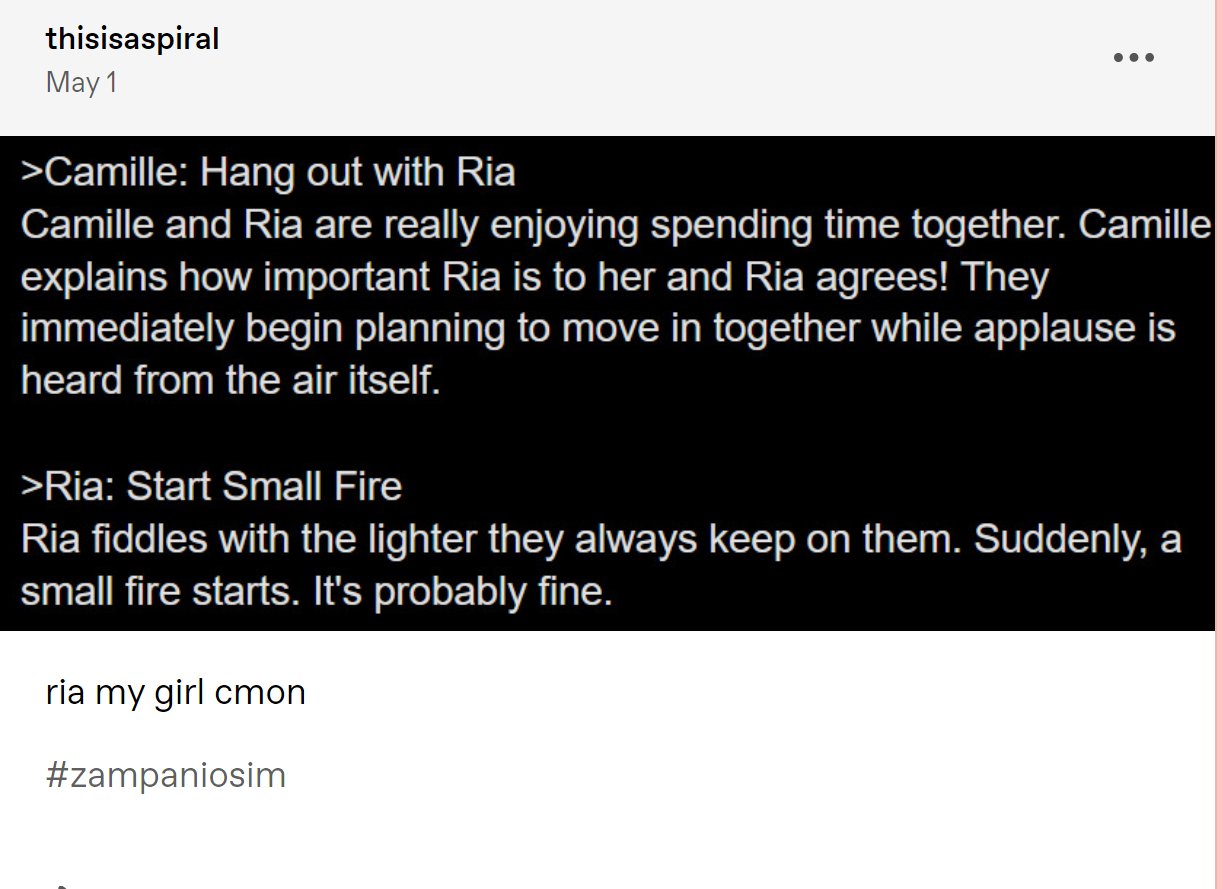 thisisaspiral
May 1
>Camille: Hang out with Ria
Camille and Ria are really enjoying spending time together. Camille
explains how important Ria is to her and Ria agrees! They
immediately begin planning to move in together while applause is
heard from the air itself.
>Ria: Start Small Fire
Ria fiddles with the lighter they always keep on them. Suddenly, a
small fire starts. It's probably fine.
ria my girl cmon
#zampaniosim